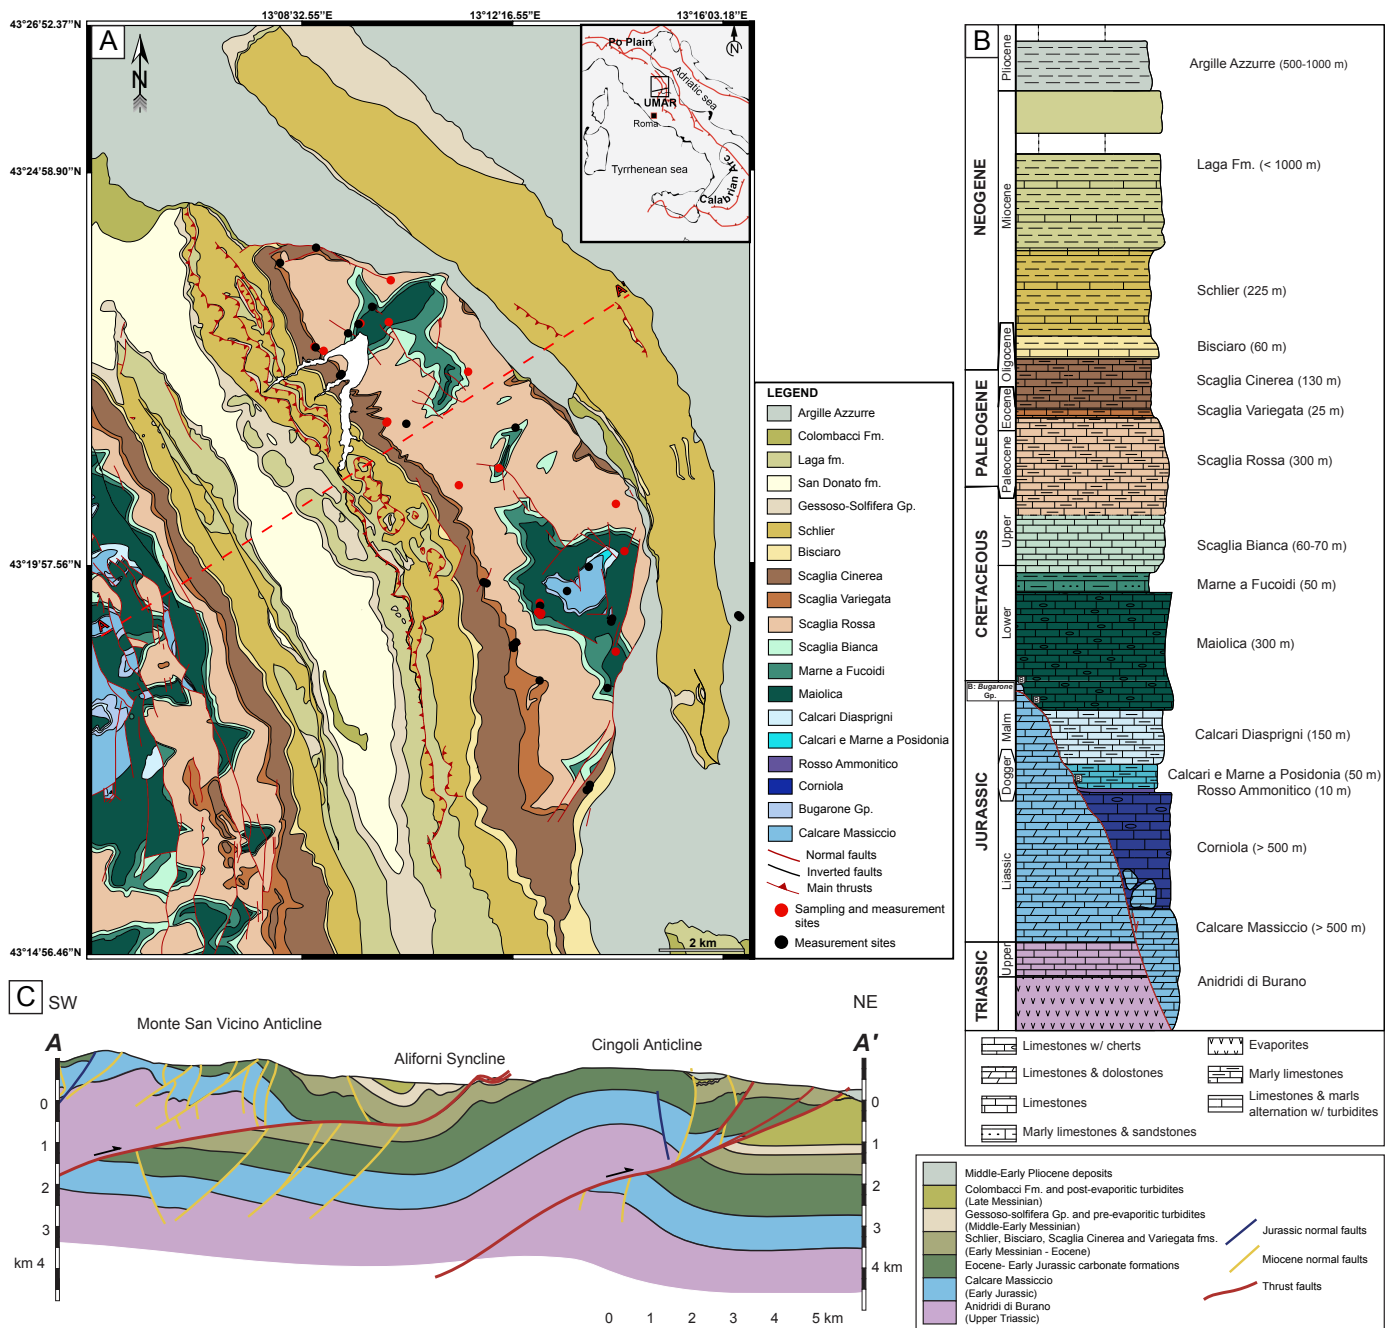 13°08'32.55"E
13°12'16.55"E
13°16'03.18"E
43°26'52.37"N
43°24'58.90"N
43°19'57.56"N
43°14'56.46"N
A
N
Po Plain
N
Adriatic sea
UMAR
Roma
Tyrrhenean sea
Calabrian Arc
A'
A
2 km
LEGEND
Argille Azzurre
Colombacci Fm.
Laga fm.
San Donato fm.
Gessoso-Solfifera Gp.
Schlier
Bisciaro
Scaglia Cinerea
Scaglia Variegata
Scaglia Rossa
Scaglia Bianca
Marne a Fucoidi
Maiolica
Calcari Diasprigni
Calcari e Marne a Posidonia
Rosso Ammonitico
Corniola
Bugarone Gp.
Calcare Massiccio
Normal faults
Inverted faults
Main thrusts
Sampling and measurement
sites
Measurement sites
B
NEOGENE
PALEOGENE
CRETACEOUS
JURASSIC
TRIASSIC
Pliocene
Miocene
Oligocene
Eocene
Paleocene
Upper
Lower
B: Bugarone
Gp.
Malm
Dogger
Liassic
Upper
B
B
B
Argille Azzurre (500-1000 m)
Laga Fm. (< 1000 m)
Schlier (225 m)
Bisciaro (60 m)
Scaglia Cinerea (130 m)
Scaglia Variegata (25 m)
Scaglia Rossa (300 m)
Scaglia Bianca (60-70 m)
Marne a Fucoidi (50 m)
Maiolica (300 m)
Calcari Diasprigni (150 m)
Calcari e Marne a Posidonia (50 m)
Rosso Ammonitico (10 m)
Corniola (> 500 m)
Calcare Massiccio (> 500 m)
Anidridi di Burano
Limestones w/ cherts
Limestones & dolostones
Limestones
Marly limestones & sandstones
Evaporites
Marly limestones
Limestones & marls
alternation w/ turbidites
C
SW
NE
Monte San Vicino Anticline
Aliforni Syncline
Cingoli Anticline
A
A'
0
1
2
3
km 4
0
1
2
3
4 km
0 1 2 3 4 5 km
Middle-Early Pliocene deposits
Colombacci Fm. and post-evaporitic turbidites
(Late Messinian)
Gessoso-solfifera Gp. and pre-evaporitic turbidites
(Middle-Early Messinian)
Schlier, Bisciaro, Scaglia Cinerea and Variegata fms.
(Early Messinian - Eocene)
Eocene- Early Jurassic carbonate formations
Calcare Massiccio
(Early Jurassic)
Anidridi di Burano
(Upper Triassic)
Jurassic normal faults
Miocene normal faults
Thrust faults